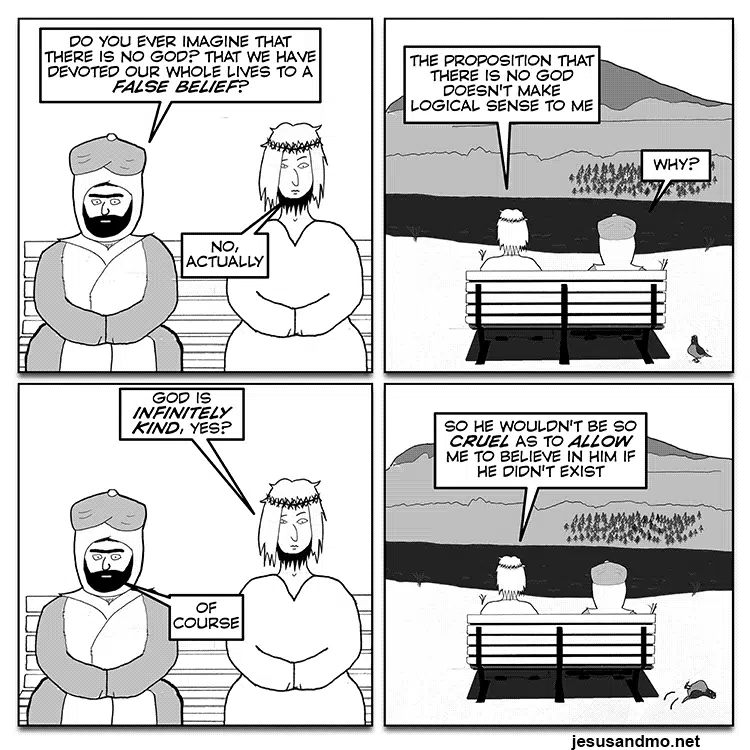 DO YOU EVER IMAGINE THAT
THERE IS NO GOD? THAT WE HAVE
DEVOTED OUR WHOLE LIVES TO A
FALSE BELIEF?
NO,
ACTUALLY
THE PROPOSITION THAT
THERE IS NO GOD
DOESN'T MAKE
LOGICAL SENSE TO ME
WHY?
GOD IS
INFINITELY
KIND, YES?
OF
COURSE
SO HE WOULDN'T BE SO
CRUEL AS TO ALLOW
ME TO BELIEVE IN HIM IF
HE DIDN'T EXIST
jesusandmo.net